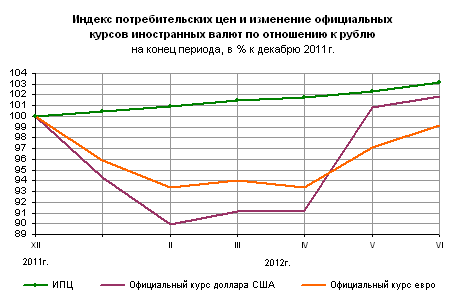 Индекс потребительских цен и изменение официальных
курсов иностранных валют по отношению к рублю
на конец периода, в % к декабрю 2011г.
104
103
102
101
100
99
98
97
96
95
94
93
92
91
90
89
XII II III IV V VI
2011г. 2012г.
ИПЦ Официальный курс доллара США Официальный курс евро